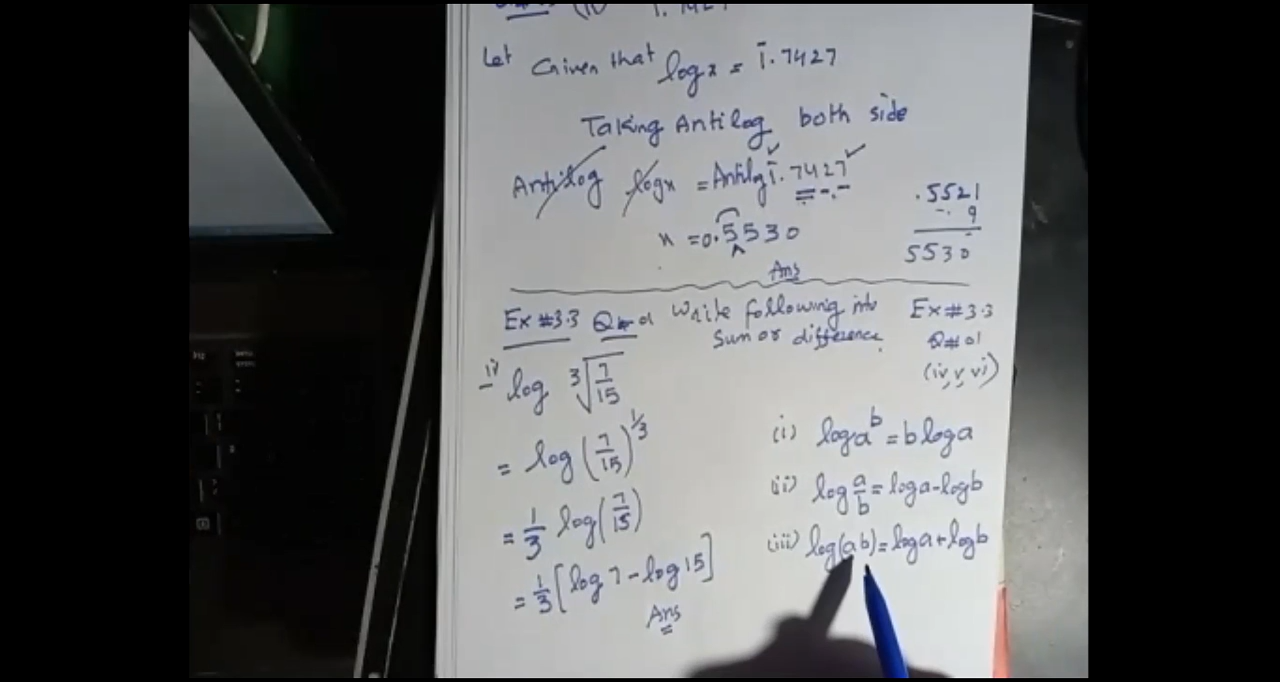 Let Given that log x = ī.7427
Taking Antilog both side
Antilog log x = Antilog ī.7427
x = 0.5530
Ans
.5521
9
5530
Ex #3.3 Write following into
Sum or difference.
Ex #3.3
Q#01
(iv, v, vi)
iv log ∛(7/15)
= log (7/15)^1/3
= 1/3 log (7/15)
= 1/3 [log 7 - log 15]
Ans
(i) log a^b = b log a
(ii) log a/b = log a - log b
(iii) log(ab) = log a + log b